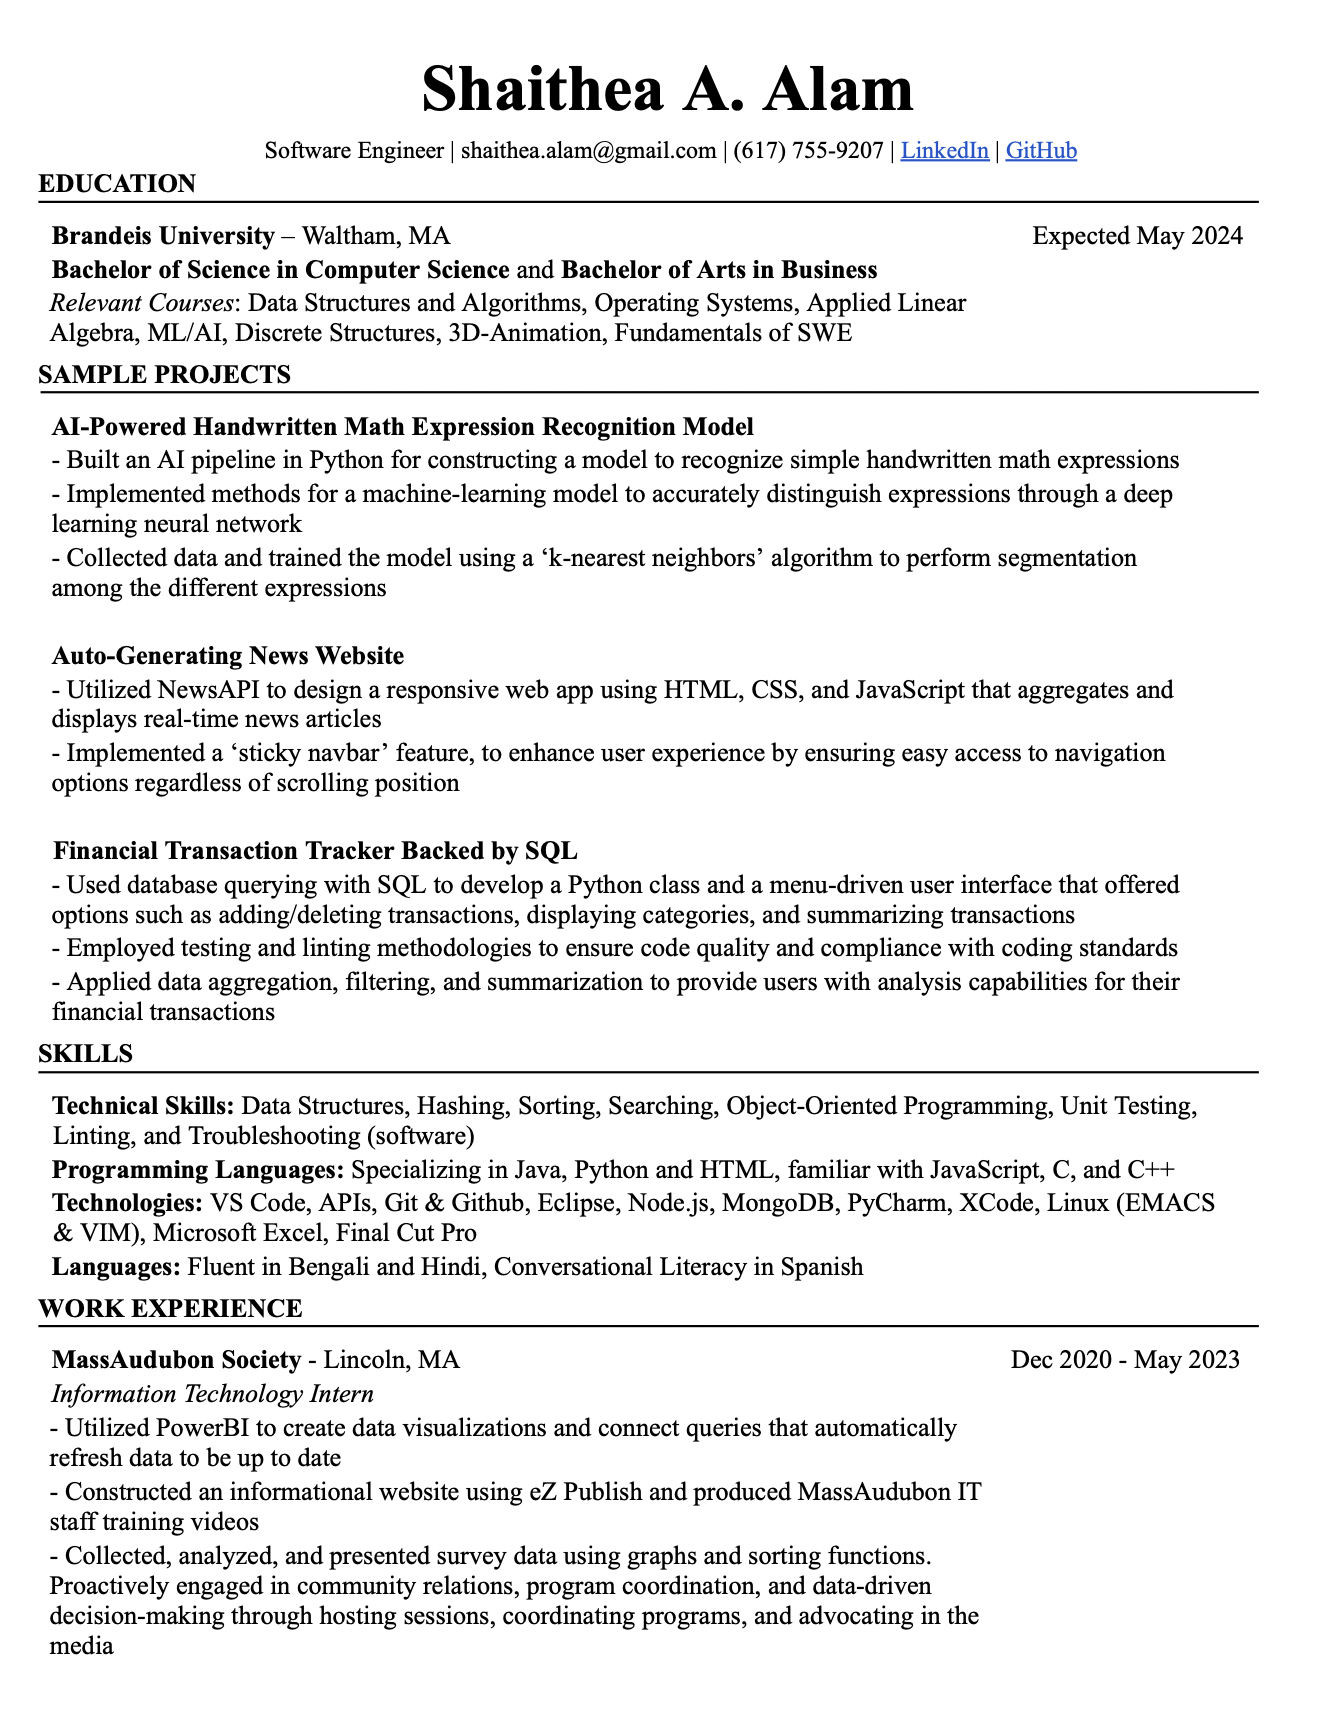 Shaithea A. Alam
Software Engineer | shaithea.alam@gmail.com | (617) 755-9207 | LinkedIn | GitHub
EDUCATION
Brandeis University – Waltham, MA Expected May 2024
Bachelor of Science in Computer Science and Bachelor of Arts in Business
Relevant Courses: Data Structures and Algorithms, Operating Systems, Applied Linear
Algebra, ML/AI, Discrete Structures, 3D-Animation, Fundamentals of SWE
SAMPLE PROJECTS
AI-Powered Handwritten Math Expression Recognition Model
- Built an AI pipeline in Python for constructing a model to recognize simple handwritten math expressions
- Implemented methods for a machine-learning model to accurately distinguish expressions through a deep
learning neural network
- Collected data and trained the model using a ‘k-nearest neighbors’ algorithm to perform segmentation
among the different expressions
Auto-Generating News Website
- Utilized NewsAPI to design a responsive web app using HTML, CSS, and JavaScript that aggregates and
displays real-time news articles
- Implemented a ‘sticky navbar’ feature, to enhance user experience by ensuring easy access to navigation
options regardless of scrolling position
Financial Transaction Tracker Backed by SQL
- Used database querying with SQL to develop a Python class and a menu-driven user interface that offered
options such as adding/deleting transactions, displaying categories, and summarizing transactions
- Employed testing and linting methodologies to ensure code quality and compliance with coding standards
- Applied data aggregation, filtering, and summarization to provide users with analysis capabilities for their
financial transactions
SKILLS
Technical Skills: Data Structures, Hashing, Sorting, Searching, Object-Oriented Programming, Unit Testing,
Linting, and Troubleshooting (software)
Programming Languages: Specializing in Java, Python and HTML, familiar with JavaScript, C, and C++
Technologies: VS Code, APIs, Git & Github, Eclipse, Node.js, MongoDB, PyCharm, XCode, Linux (EMACS
& VIM), Microsoft Excel, Final Cut Pro
Languages: Fluent in Bengali and Hindi, Conversational Literacy in Spanish
WORK EXPERIENCE
MassAudubon Society - Lincoln, MA Dec 2020 - May 2023
Information Technology Intern
- Utilized PowerBI to create data visualizations and connect queries that automatically
refresh data to be up to date
- Constructed an informational website using eZ Publish and produced MassAudubon IT
staff training videos
- Collected, analyzed, and presented survey data using graphs and sorting functions.
Proactively engaged in community relations, program coordination, and data-driven
decision-making through hosting sessions, coordinating programs, and advocating in the
media